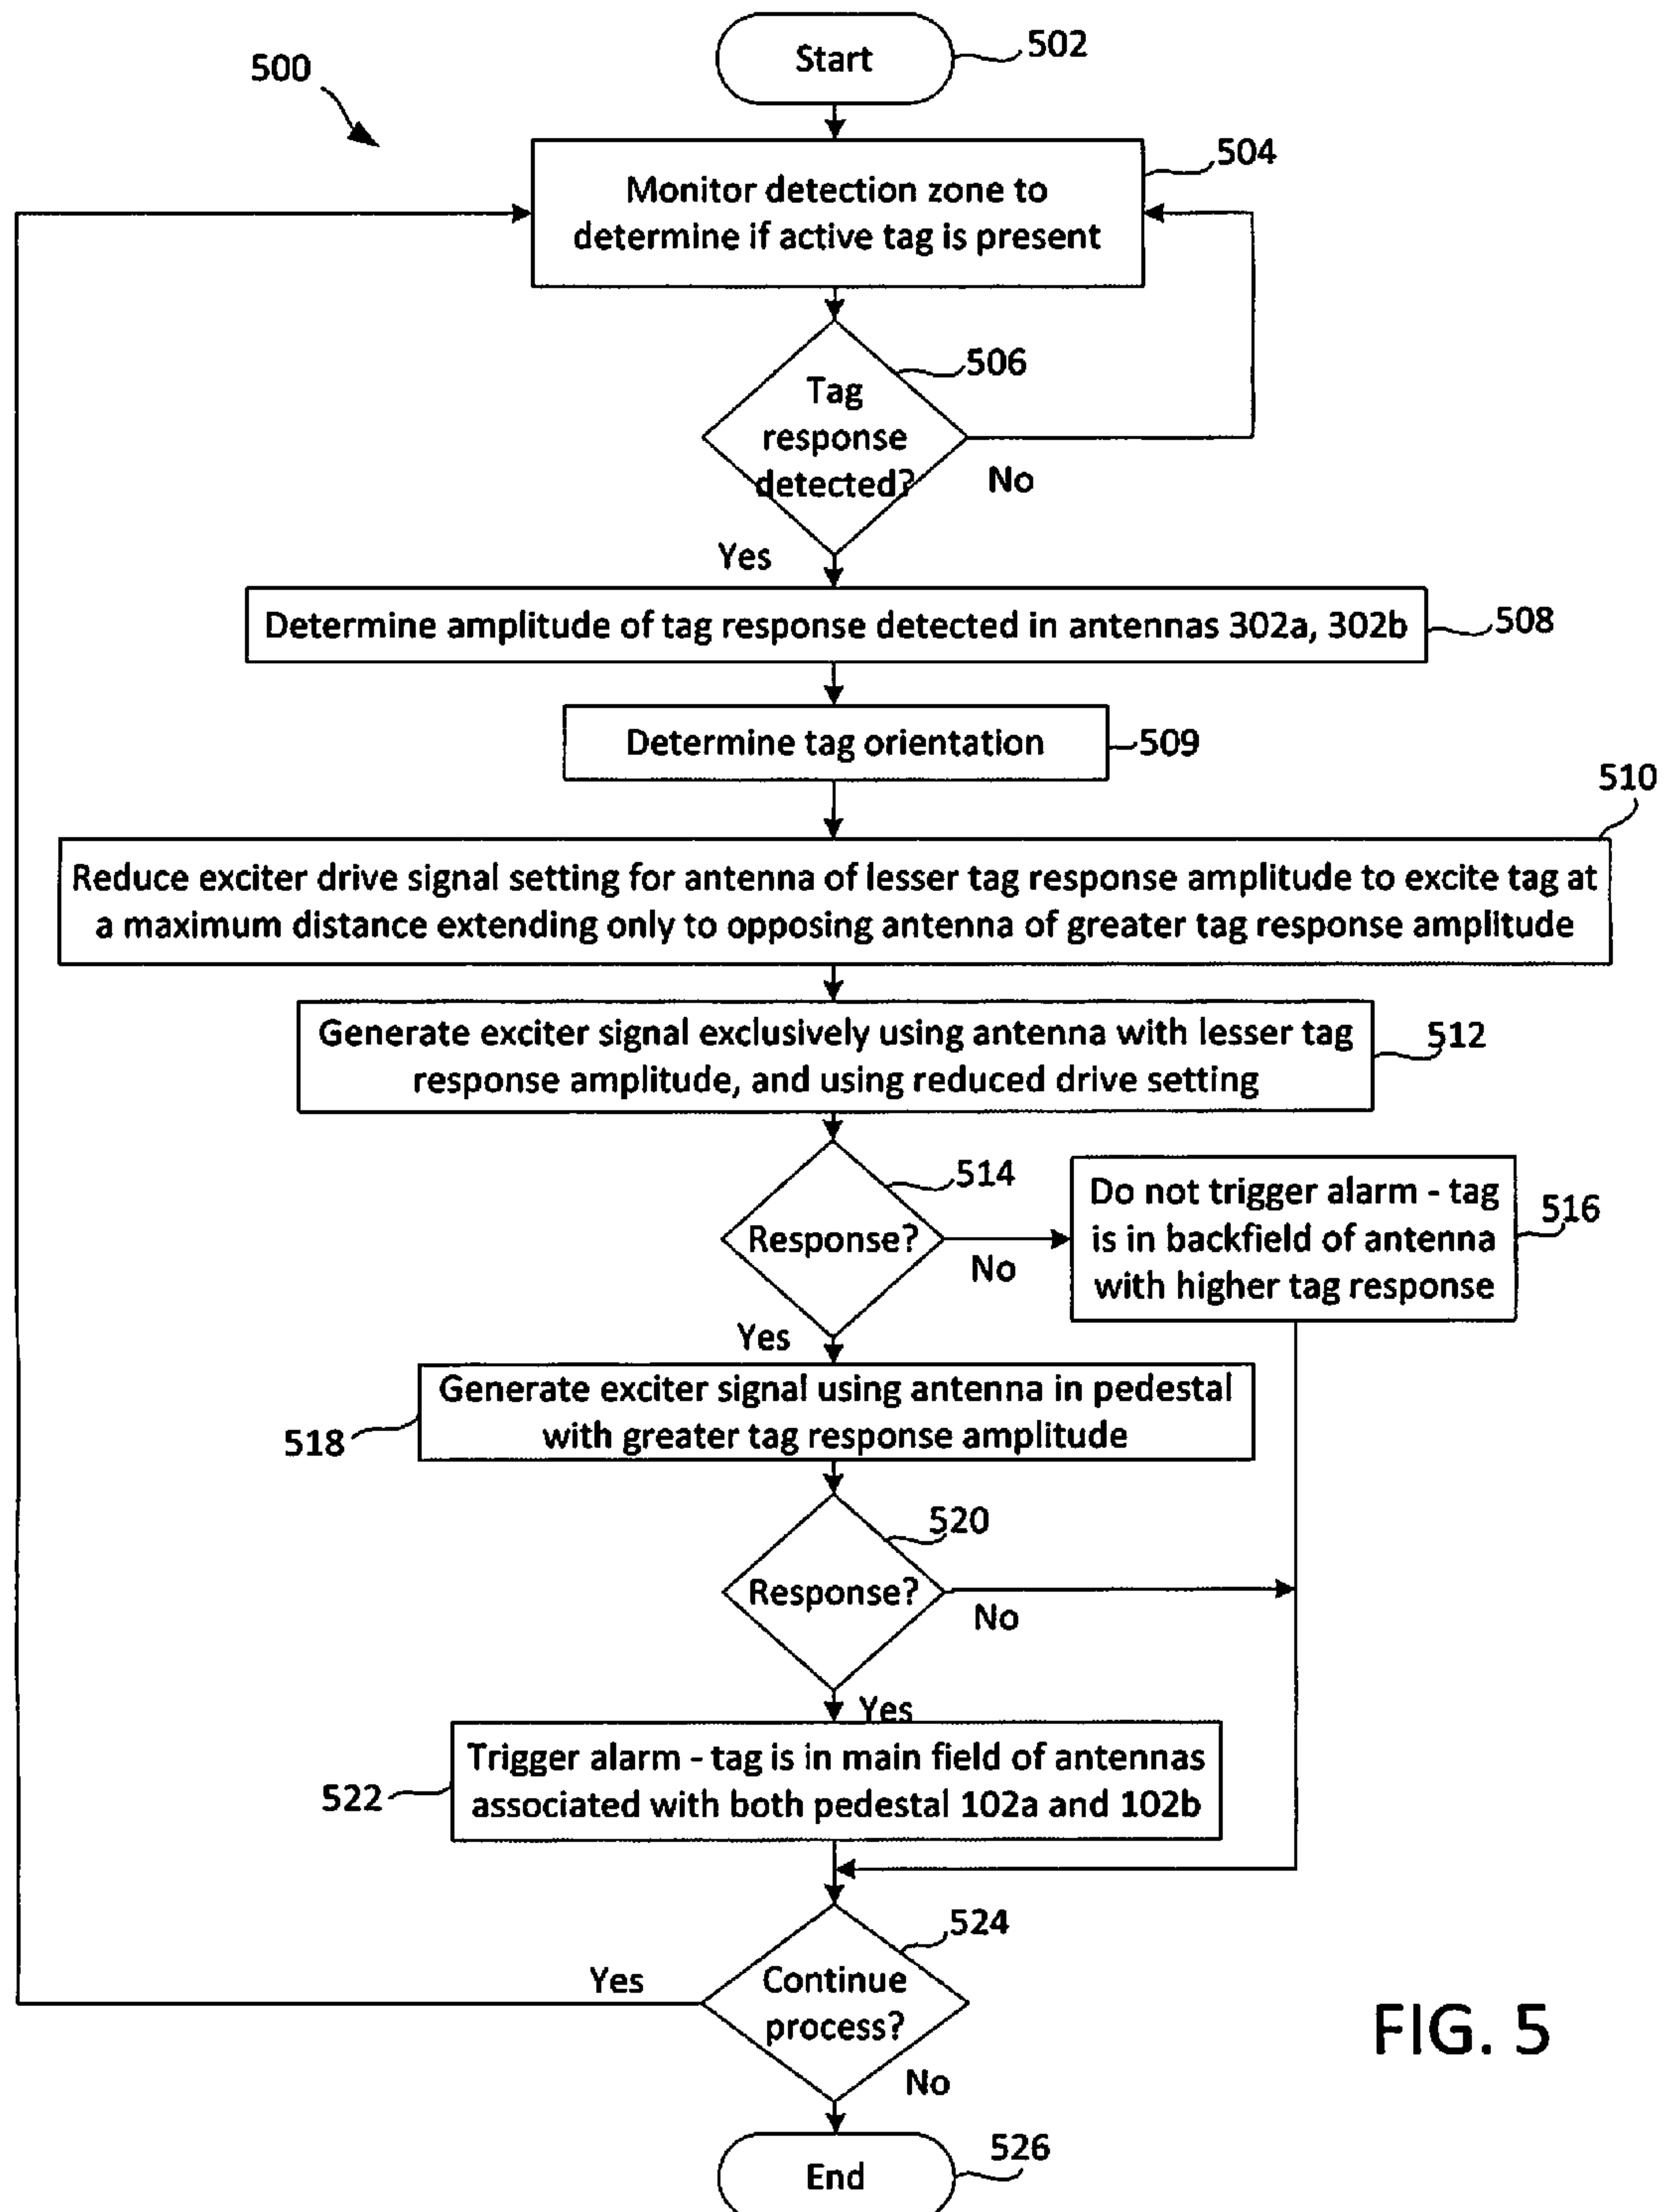 Start
502
500
504
Monitor detection zone to
determine if active tag is present
506
Tag
response
detected?
No
Yes
Determine amplitude of tag response detected in antennas 302a, 302b
508
Determine tag orientation
509
510
Reduce exciter drive signal setting for antenna of lesser tag response amplitude to excite tag at
a maximum distance extending only to opposing antenna of greater tag response amplitude
Generate exciter signal exclusively using antenna with lesser tag
response amplitude, and using reduced drive setting
512
514
Response?
No
Do not trigger alarm - tag
is in backfield of antenna
with higher tag response
516
Yes
Generate exciter signal using antenna in pedestal
with greater tag response amplitude
518
520
Response?
No
Yes
Trigger alarm - tag is in main field of antennas
associated with both pedestal 102a and 102b
522
524
Continue
process?
Yes
No
FIG. 5
End
526